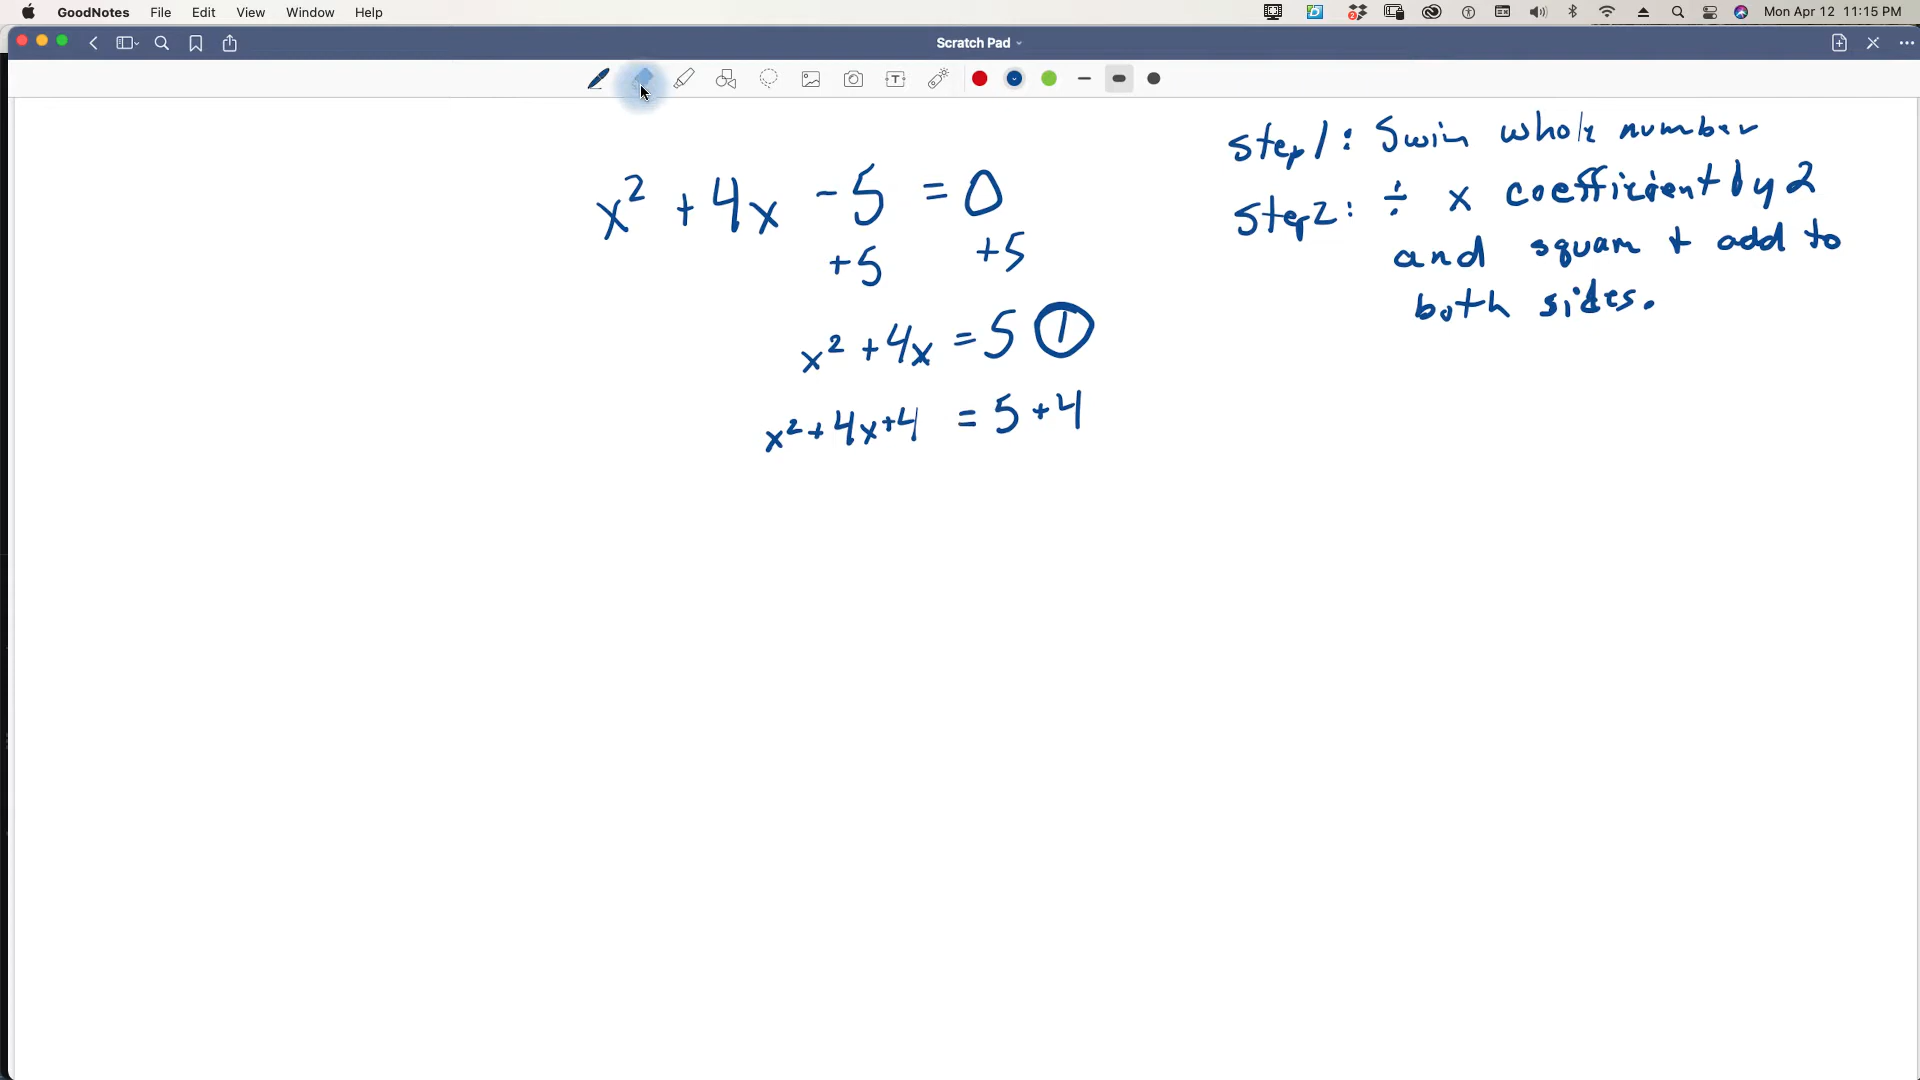 GoodNotes File Edit View Window Help
Mon Apr 12 11:15 PM
Scratch Pad
x² + 4x - 5 = 0
+5 +5
x² + 4x = 5 ①
x² + 4x + 4 = 5 + 4
Step 1: Swin whole number
Step 2: ÷ x coefficient by 2
and squar + add to
both sides.